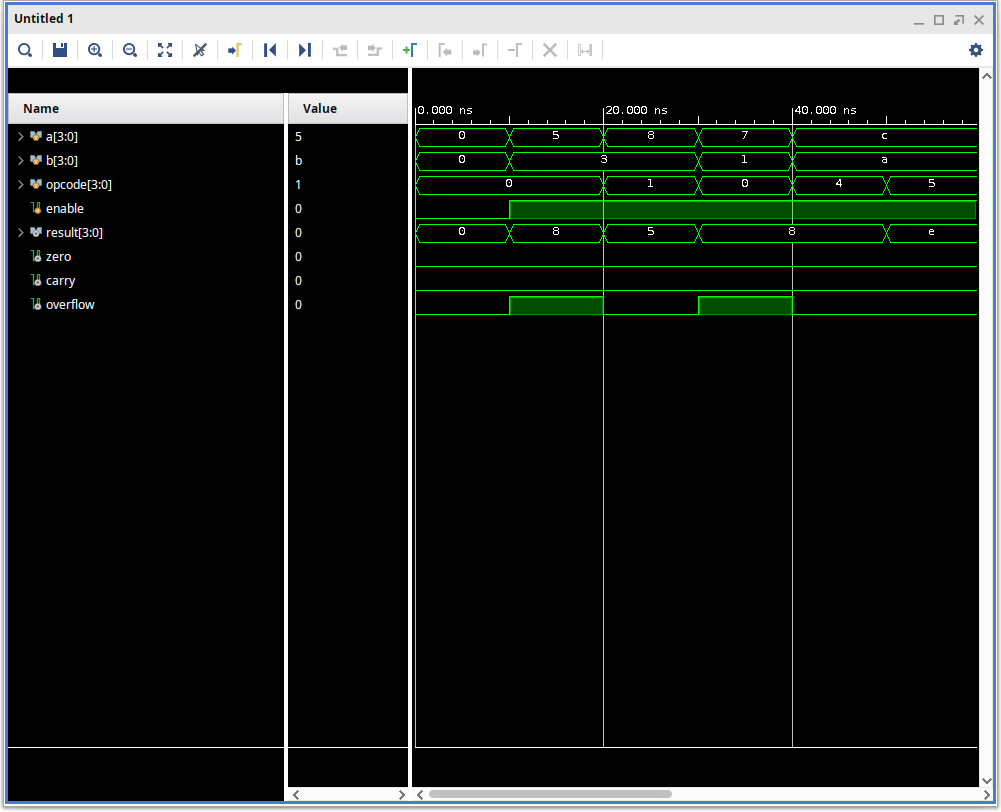 Untitled 1
Name Value
0.000 ns 20.000 ns 40.000 ns
a[3:0] 5 0 5 8 7 c
b[3:0] b 0 3 1 a
opcode[3:0] 1 0 1 0 4 5
enable 0
result[3:0] 0 0 8 5 8 e
zero 0
carry 0
overflow 0